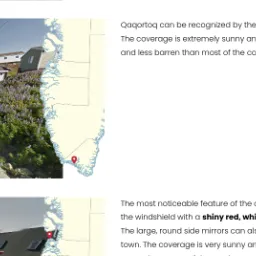 Qaqortoq can be recognized by the
The coverage is extremely sunny an
and less barren than most of the co
The most noticeable feature of the
the windshield with a shiny red, whi
The large, round side mirrors can als
town. The coverage is very sunny an